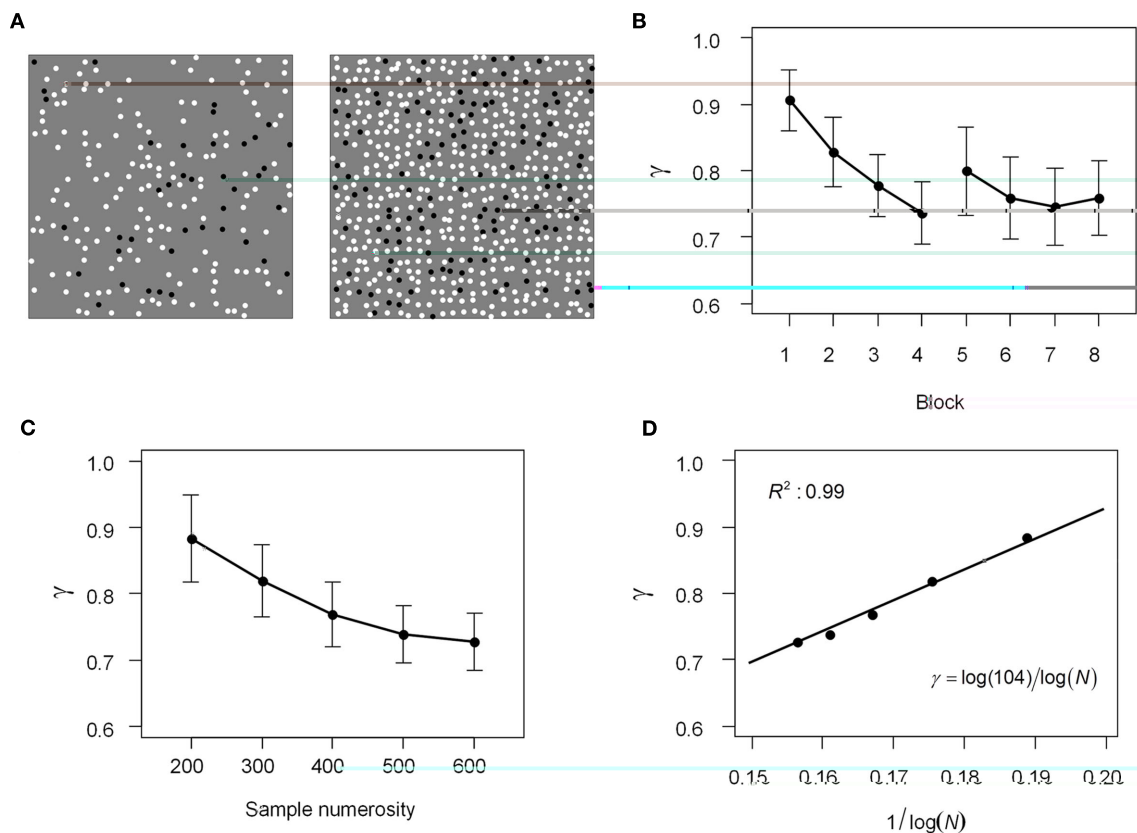 A
B
1.0
0.9
0.8
0.7
0.6
γ
1 2 3 4 5 6 7 8
Block
C
1.0
0.9
0.8
0.7
0.6
γ
200 300 400 500 600
Sample numerosity
D
1.0
0.9
0.8
0.7
0.6
γ
R² : 0.99
γ = log(104)/log(N)
0.15 0.16 0.17 0.18 0.19 0.20
1/log(N)